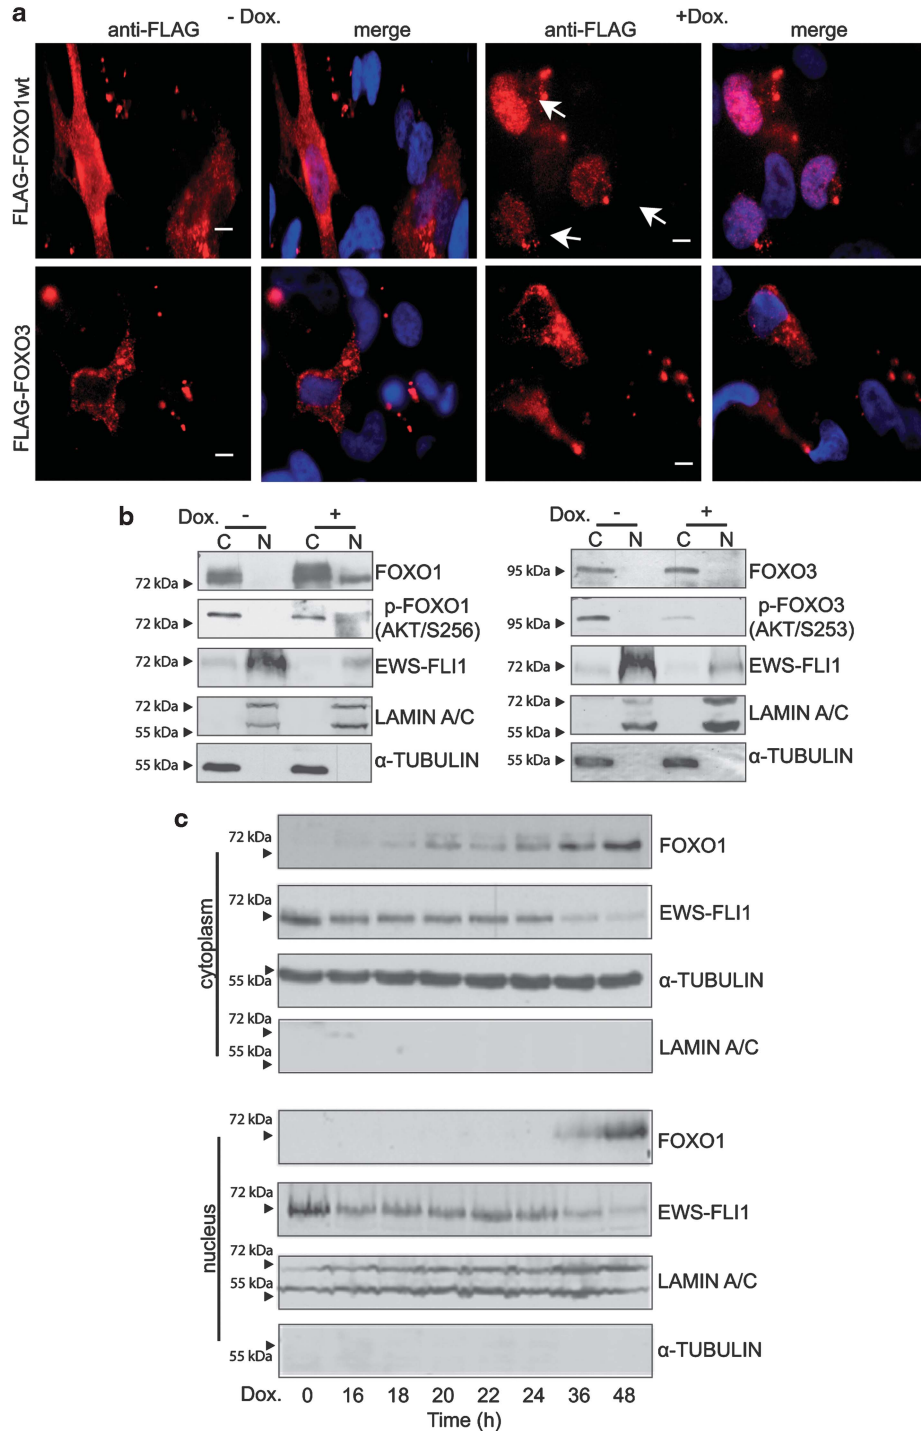 a
- Dox.
+Dox.
anti-FLAG
merge
anti-FLAG
merge
FLAG-FOXO1wt
FLAG-FOXO3
b
Dox. - +
C N C N
72 kDa FOXO1
72 kDa p-FOXO1
(AKT/S256)
72 kDa EWS-FLI1
72 kDa
55 kDa
LAMIN A/C
55 kDa α-TUBULIN
Dox. - +
C N C N
95 kDa FOXO3
95 kDa p-FOXO3
(AKT/S253)
72 kDa EWS-FLI1
72 kDa
55 kDa
LAMIN A/C
55 kDa α-TUBULIN
c
cytoplasm
72 kDa
FOXO1
72 kDa
EWS-FLI1
55 kDa
α-TUBULIN
72 kDa
55 kDa
LAMIN A/C
nucleus
72 kDa
FOXO1
72 kDa
EWS-FLI1
72 kDa
55 kDa
LAMIN A/C
55 kDa
α-TUBULIN
Dox. 0 16 18 20 22 24 36 48
Time (h)